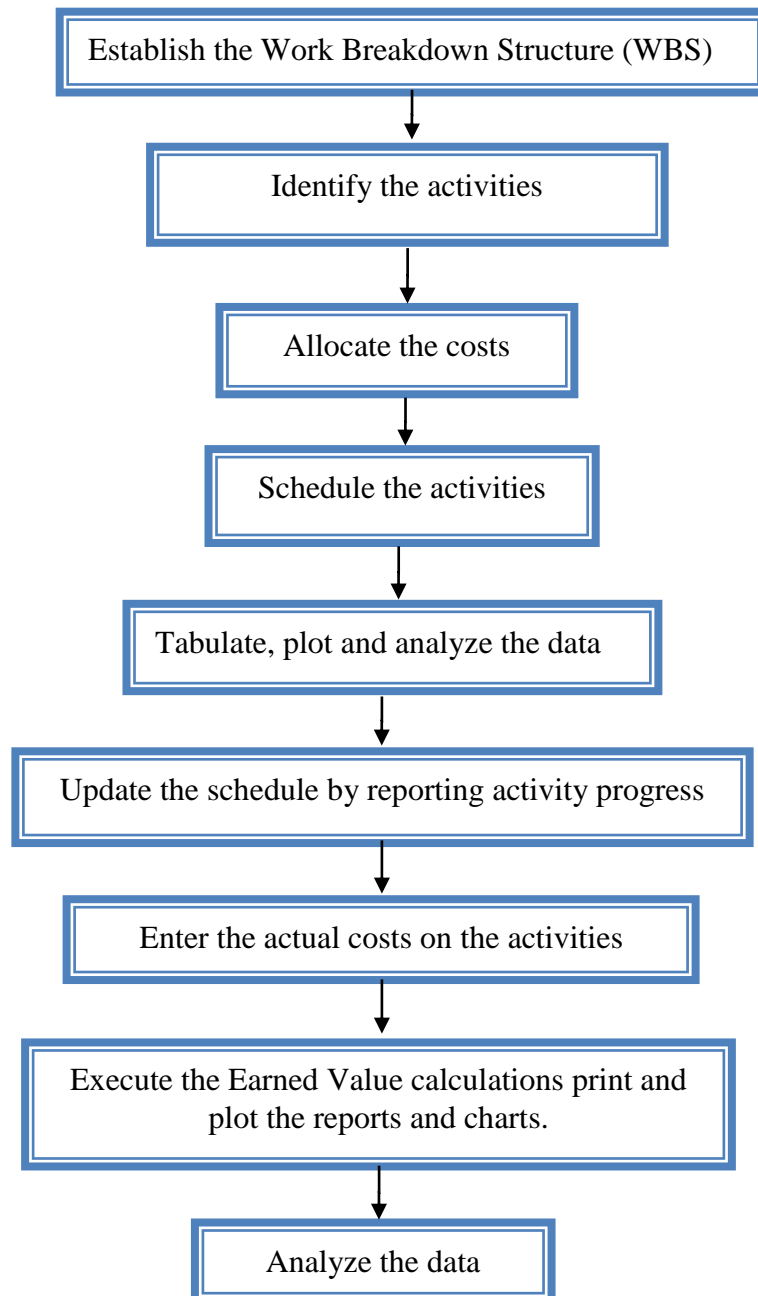 Establish the Work Breakdown Structure (WBS)
Identify the activities
Allocate the costs
Schedule the activities
Tabulate, plot and analyze the data
Update the schedule by reporting activity progress
Enter the actual costs on the activities
Execute the Earned Value calculations print and
plot the reports and charts.
Analyze the data